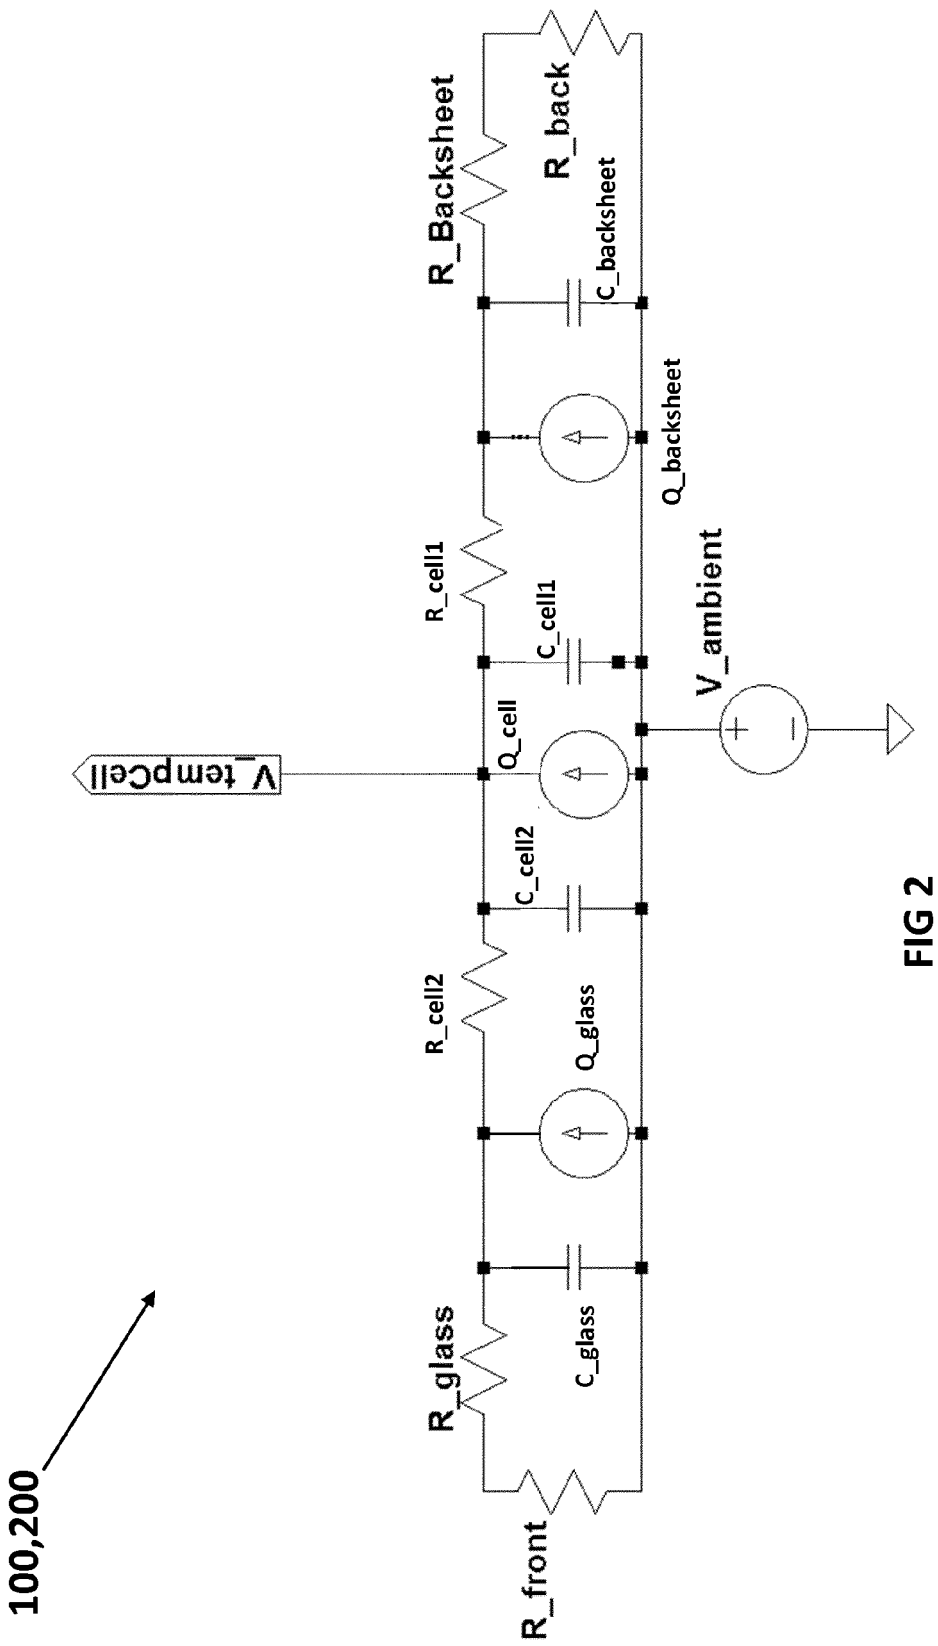 100,200
V_tempCell
R_glass
R_cell2
R_cell1
R_Backsheet
R_front
C_glass
Q_glass
C_cell2
Q_cell
C_cell1
Q_backsheet
C_backsheet
R_back
V_ambient
+
−
FIG 2